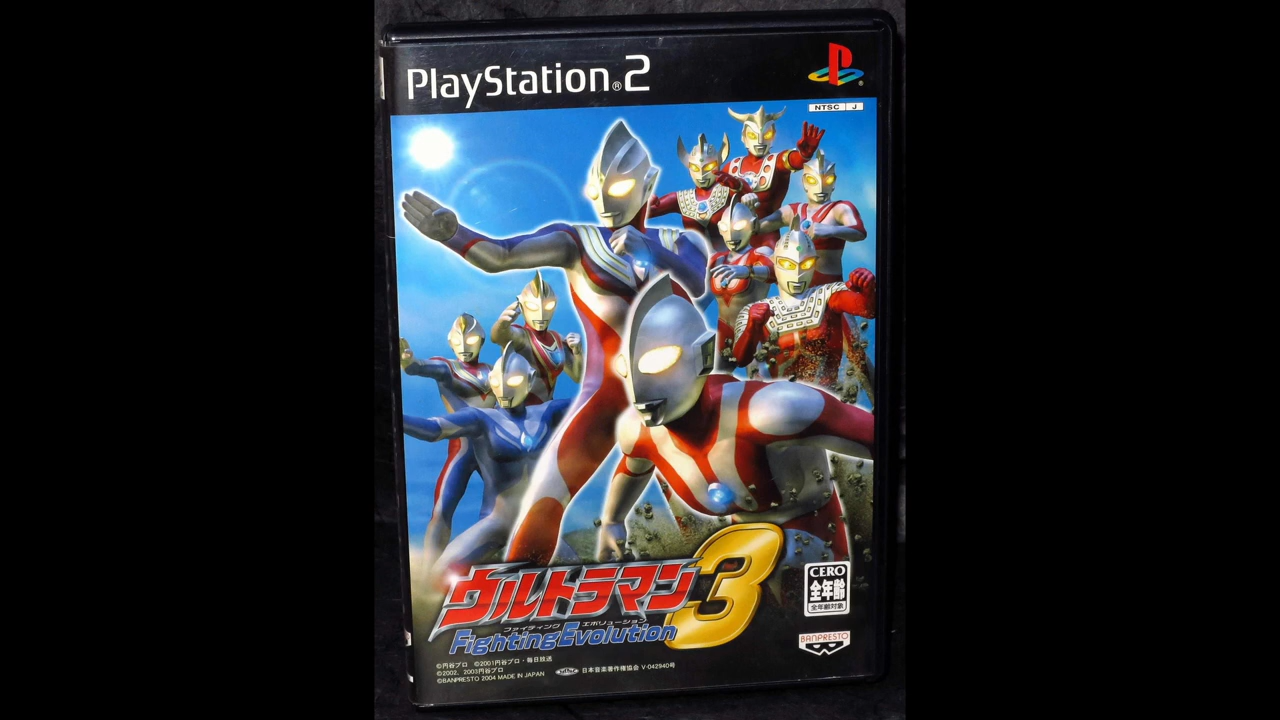 PlayStation®2
NTSC J
ウルトラマン3
ファイティング エボリューション
Fighting Evolution
CERO
全年齢
全年齢対象
BANPRESTO
©円谷プロ ©2001円谷プロ・毎日放送
©2002、2003円谷プロ
©BANPRESTO 2004 MADE IN JAPAN
日本音楽著作権協会 V-042940号